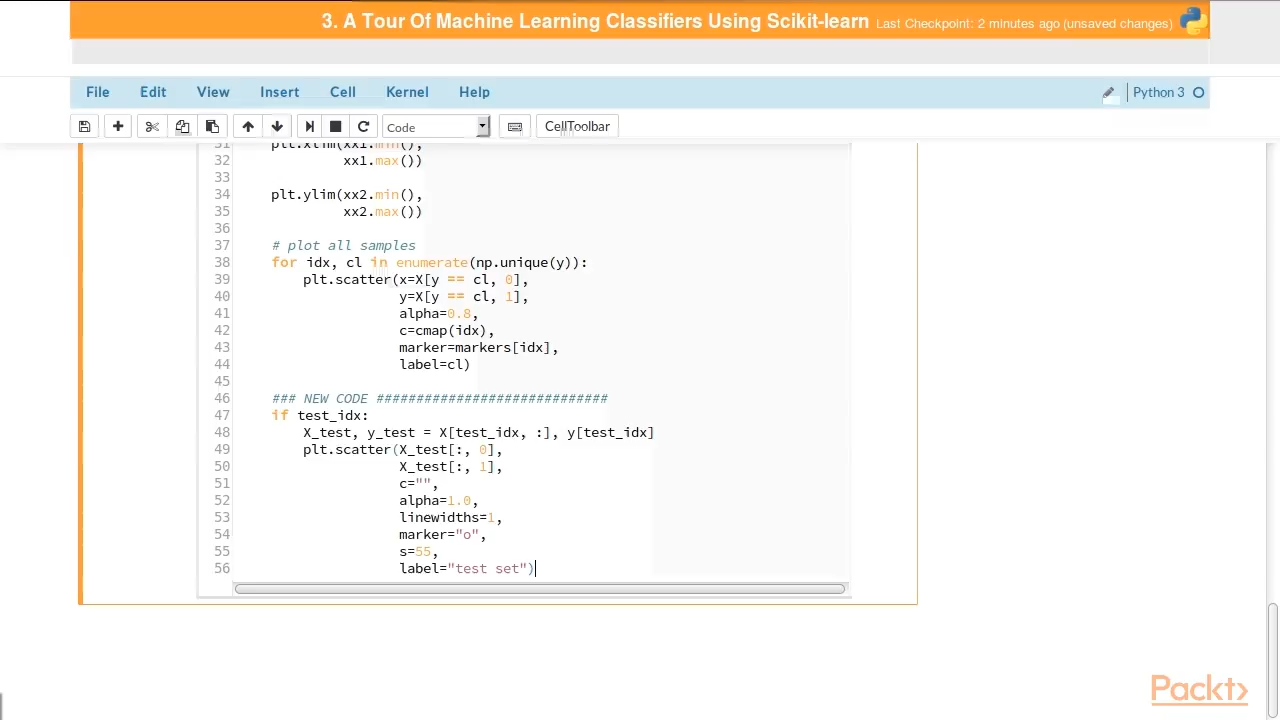 3. A Tour Of Machine Learning Classifiers Using Scikit-learn Last Checkpoint: 2 minutes ago (unsaved changes)
File Edit View Insert Cell Kernel Help Python 3
Code CellToolbar
31 plt.xlim(xx1.min(),
32 xx1.max())
33
34 plt.ylim(xx2.min(),
35 xx2.max())
36
37 # plot all samples
38 for idx, cl in enumerate(np.unique(y)):
39 plt.scatter(x=X[y == cl, 0],
40 y=X[y == cl, 1],
41 alpha=0.8,
42 c=cmap(idx),
43 marker=markers[idx],
44 label=cl)
45
46 ### NEW CODE #############################
47 if test_idx:
48 X_test, y_test = X[test_idx, :], y[test_idx]
49 plt.scatter(X_test[:, 0],
50 X_test[:, 1],
51 c="",
52 alpha=1.0,
53 linewidths=1,
54 marker="o",
55 s=55,
56 label="test set")
Packt>